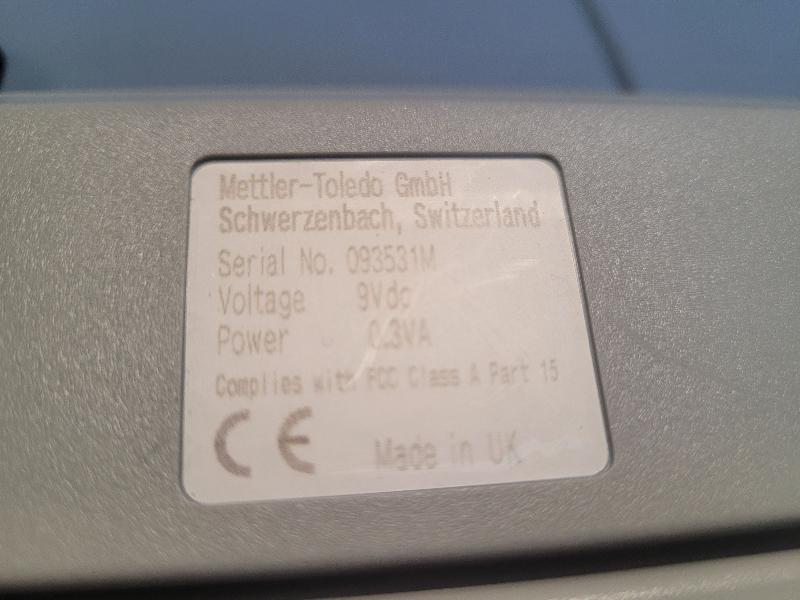 Mettler-Toledo GmbH
Schwerzenbach, Switzerland
Serial No. 093531M
Voltage 9Vdc
Power 0.3VA
Complies with FCC Class A Part 15
CE Made in UK